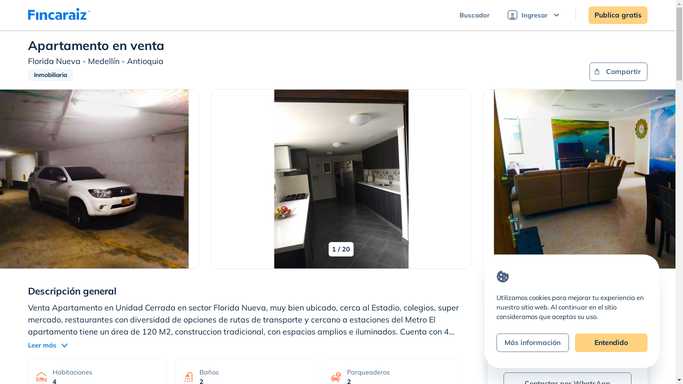 Fincaraiz
Buscador
Ingresar
Publica gratis
Apartamento en venta
Florida Nueva - Medellín - Antioquia
Inmobiliaria
Compartir
1 / 20
Descripción general
Venta Apartamento en Unidad Cerrada en sector Florida Nueva, muy bien ubicado, cerca al Estadio, colegios, super
mercado, restaurantes con diversidad de opciones de rutas de transporte y cercano a estaciones del Metro El
apartamento tiene un área de 120 M2, construccion tradicional, con espacios amplios e iluminados. Cuenta con 4...
Leer más
Habitaciones
4
Baños
2
Parqueaderos
2
Utilizamos cookies para mejorar tu experiencia en
nuestro sitio web. Al continuar en el sitio
consideramos que aceptas su uso.
Más información
Entendido
Contactar por WhatsApp